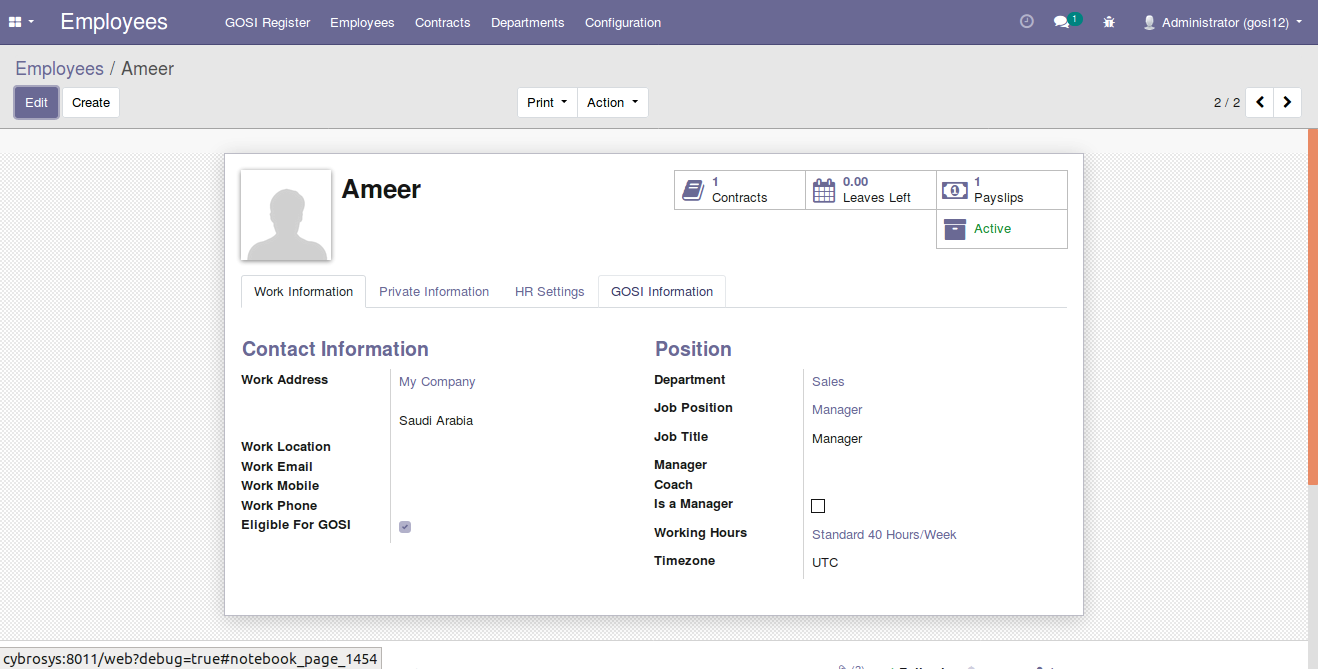 Employees GOSI Register Employees Contracts Departments Configuration 1 Administrator (gosi12)
Employees / Ameer
Edit Create Print Action 2 / 2
Ameer
1 Contracts
0.00 Leaves Left
1 Payslips
Active
Work Information Private Information HR Settings GOSI Information
Contact Information
Work Address My Company
Saudi Arabia
Work Location
Work Email
Work Mobile
Work Phone
Eligible For GOSI
Position
Department Sales
Job Position Manager
Job Title Manager
Manager
Coach
Is a Manager
Working Hours Standard 40 Hours/Week
Timezone UTC
cybrosys:8011/web?debug=true#notebook_page_1454